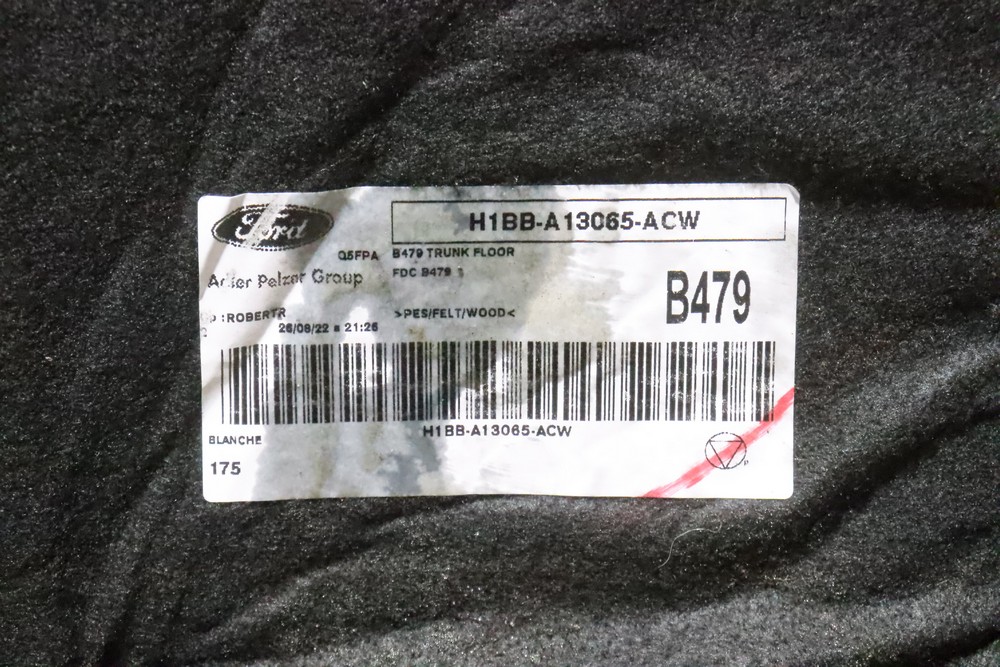 Ford
H1BB-A13065-ACW
Q5FPA
B479 TRUNK FLOOR
Adler Pelzer Group
FDC B479
B479
:ROBERTR
>PES/FELT/WOOD<
26/08/22 21:26
H1BB-A13065-ACW
BLANCHE
175